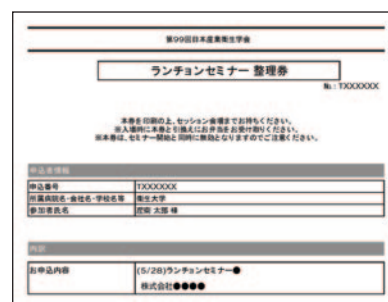 第99回日本産業衛生学会
ランチョンセミナー 整理券
№：TXXXXXX
本券を印刷の上、セッション会場までお持ちください。
※入場時に本券と引換えにお弁当をお受け取りください。
※本券は、セミナー開始と同時に無効となりますのでご注意ください。
申込者情報
申込番号 TXXXXXX
所属病院名・会社名・学校名等 衛生大学
参加者氏名 産衛 太郎 様
内訳
お申込内容 (5/28)ランチョンセミナー●
株式会社●●●●